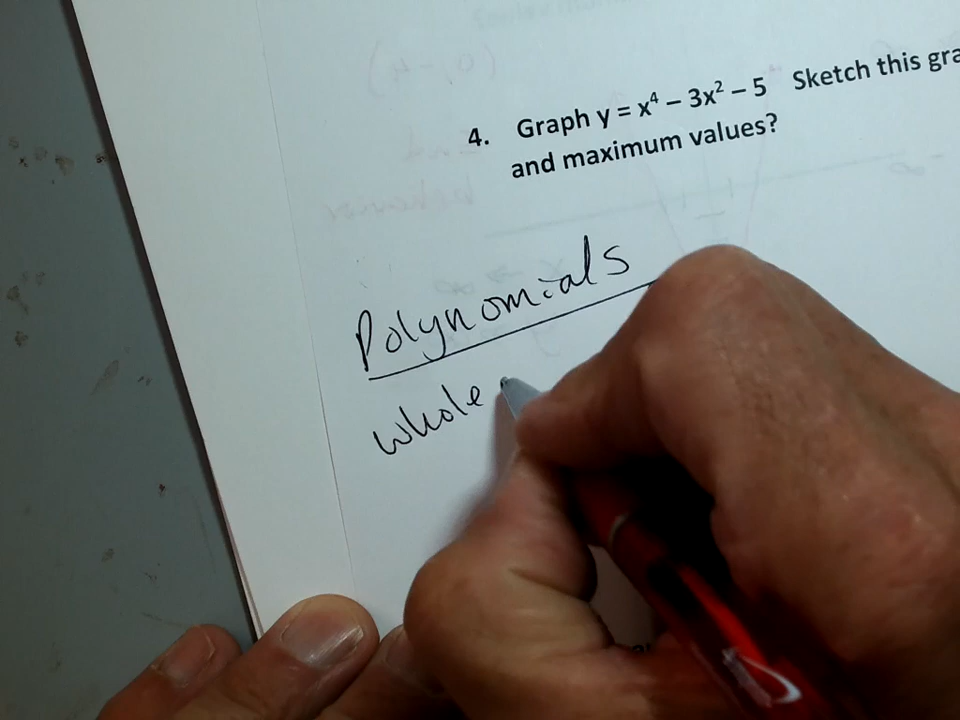 4. Graph y = x⁴ – 3x² – 5 Sketch this gra
and maximum values?
Polynomials
whole